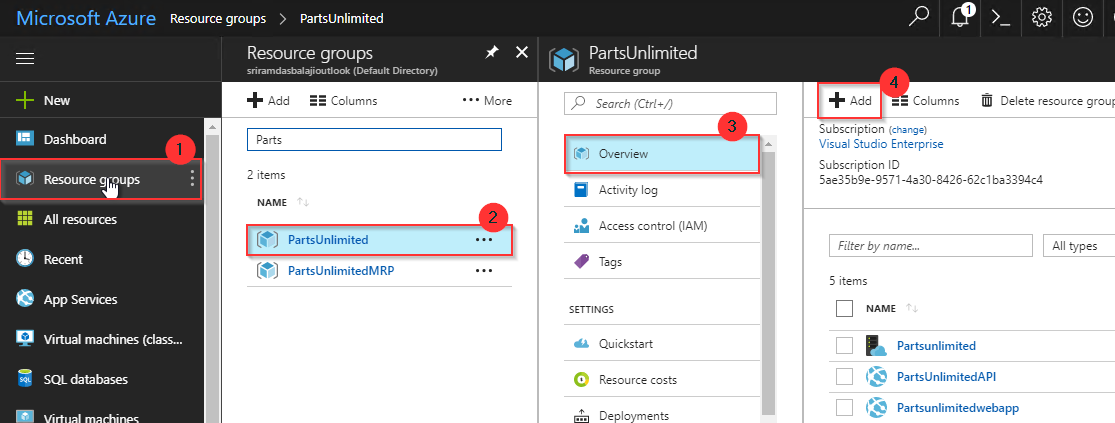 Microsoft Azure Resource groups > PartsUnlimited
1
New
Dashboard
1
Resource groups
All resources
Recent
App Services
Virtual machines (class...
SQL databases
Virtual machines
Resource groups
sriramdasbalajioutlook (Default Directory)
Add Columns ••• More
Parts
2 items
NAME
2
PartsUnlimited •••
PartsUnlimitedMRP •••
PartsUnlimited
Resource group
Search (Ctrl+/)
3
Overview
Activity log
Access control (IAM)
Tags
SETTINGS
Quickstart
Resource costs
Deployments
4
Add Columns Delete resource group
Subscription (change)
Visual Studio Enterprise
Subscription ID
5ae35b9e-9571-4a30-8426-62c1ba3394c4
Filter by name... All types
5 items
NAME
Partsunlimited
PartsUnlimitedAPI
Partsunlimitedwebapp